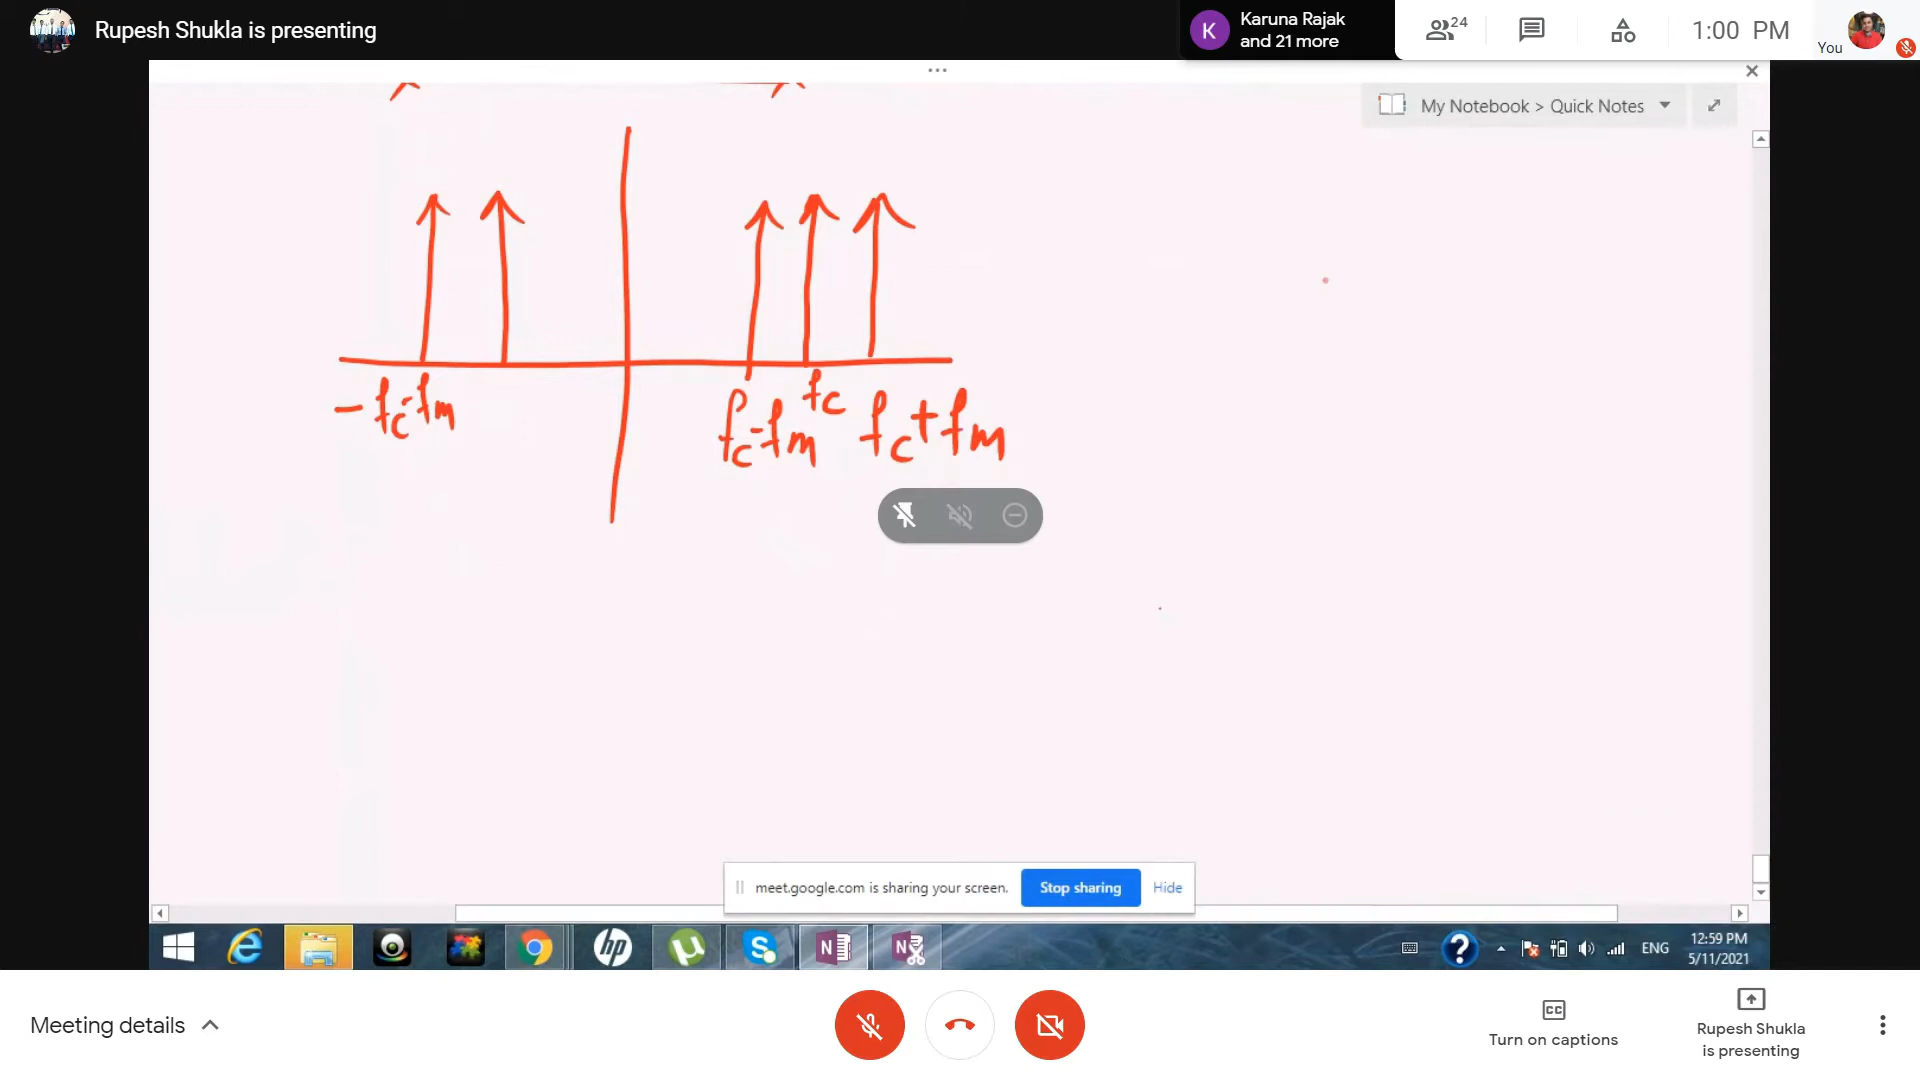 Rupesh Shukla is presenting
K
Karuna Rajak
and 21 more
24
1:00 PM
You
My Notebook > Quick Notes
-fc-fm
fc-fm
fc
fc+fm
meet.google.com is sharing your screen.
Stop sharing
Hide
hp
ENG
12:59 PM
5/11/2021
Meeting details
Turn on captions
Rupesh Shukla
is presenting